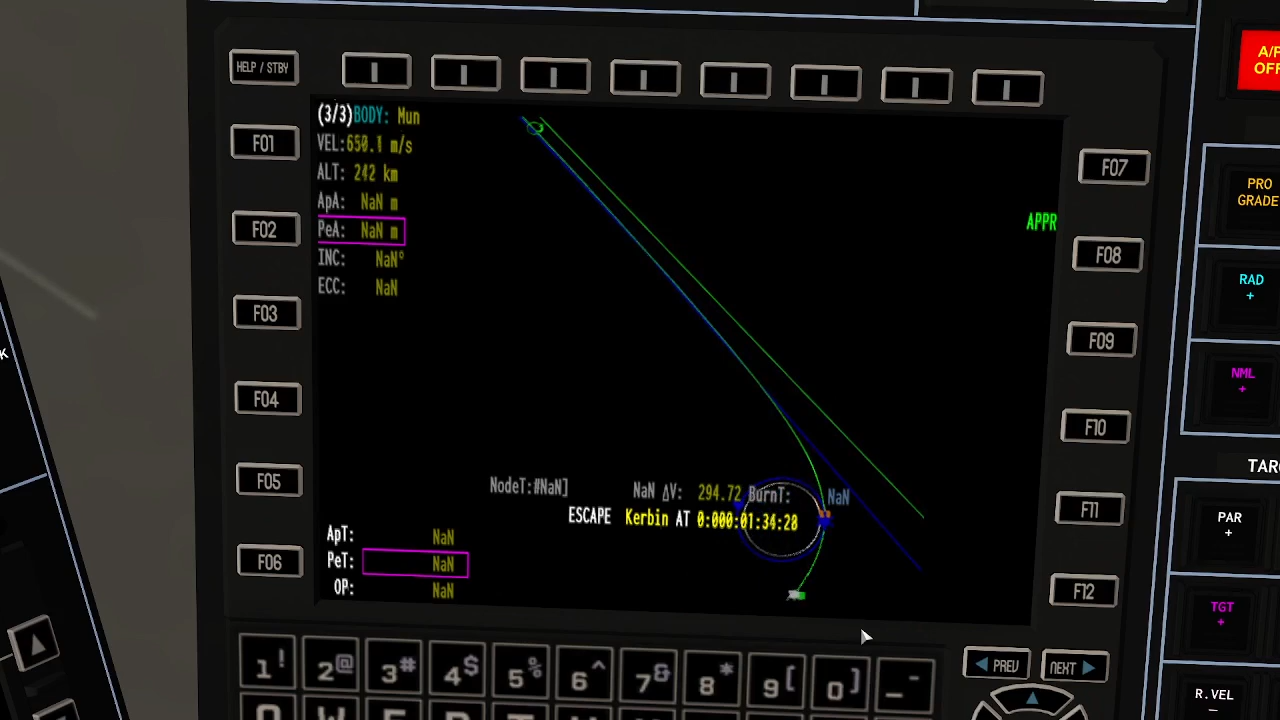 HELP / STBY
A/P
OFF
(3/3)BODY: Mun
VEL:650.1 m/s
ALT: 242 km
ApA: NaN m
PeA: NaN m
INC: NaN°
ECC: NaN
APPR
F01
F02
F03
F04
F05
F06
F07
F08
F09
F10
F11
F12
PRO
GRADE
RAD
+
NML
+
K
NodeT:#NaN] NaN ΔV: 294.72 BurnT: NaN
ESCAPE Kerbin AT 0:000:01:34:28
ApT: NaN
PeT: NaN
OP: NaN
PAR
+
TGT
+
R.VEL
−
1 !
2 @
3 #
4 $
5 %
6 ^
7 &
8 *
9 [
0 ]
_ -
PREV
NEXT